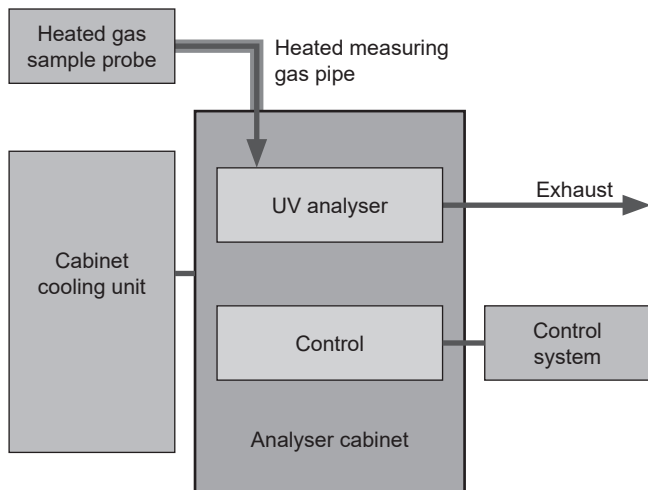 Heated gas
sample probe
Heated measuring
gas pipe
UV analyser
Exhaust
Cabinet
cooling unit
Control
Control
system
Analyser cabinet